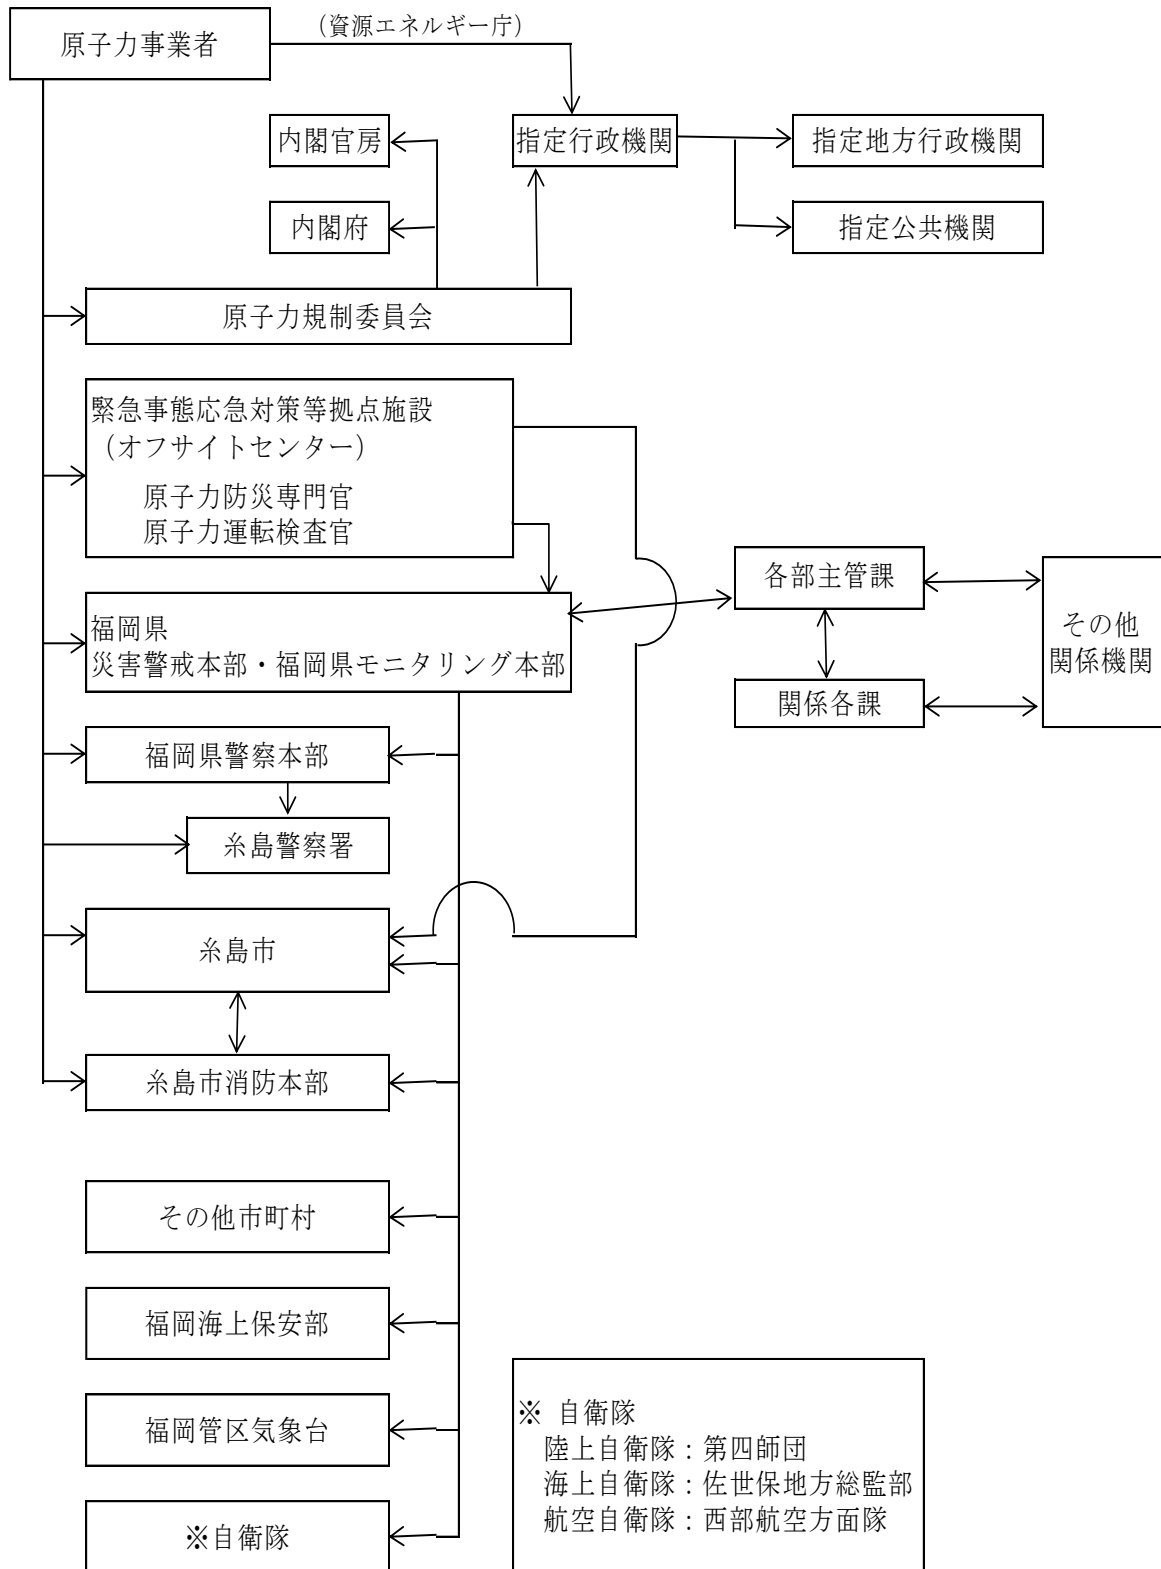 原子力事業者
（資源エネルギー庁）
内閣官房
指定行政機関
指定地方行政機関
内閣府
指定公共機関
原子力規制委員会
緊急事態応急対策等拠点施設
（オフサイトセンター）
原子力防災専門官
原子力運転検査官
各部主管課
その他
関係機関
福岡県
災害警戒本部・福岡県モニタリング本部
関係各課
福岡県警察本部
糸島警察署
糸島市
糸島市消防本部
その他市町村
福岡海上保安部
福岡管区気象台
※自衛隊
※ 自衛隊
陸上自衛隊：第四師団
海上自衛隊：佐世保地方総監部
航空自衛隊：西部航空方面隊